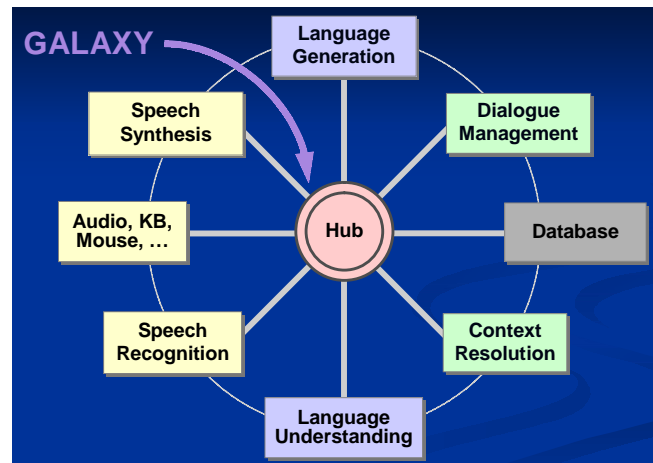 GALAXY
Language
Generation
Speech
Synthesis
Dialogue
Management
Audio, KB,
Mouse, …
Hub
Database
Speech
Recognition
Context
Resolution
Language
Understanding